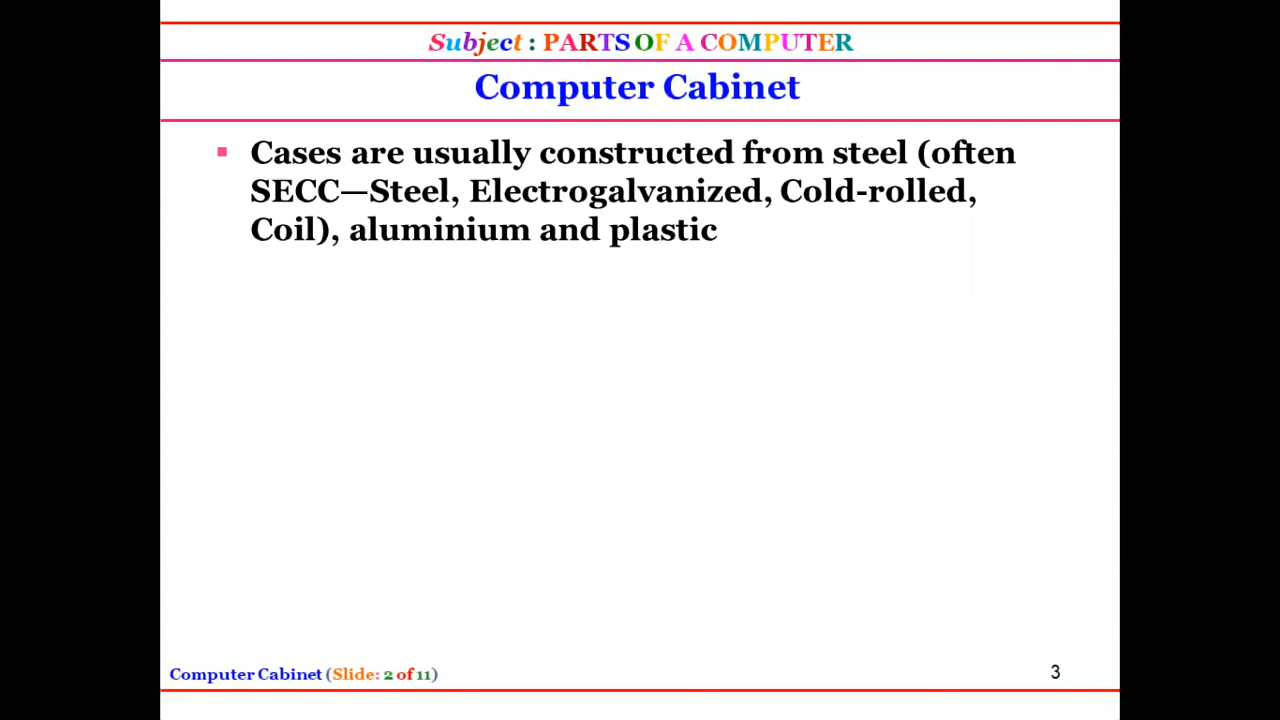 Subject : PARTS OF A COMPUTER
Computer Cabinet
▪ Cases are usually constructed from steel (often
SECC—Steel, Electrogalvanized, Cold-rolled,
Coil), aluminium and plastic
Computer Cabinet (Slide: 2 of 11)
3